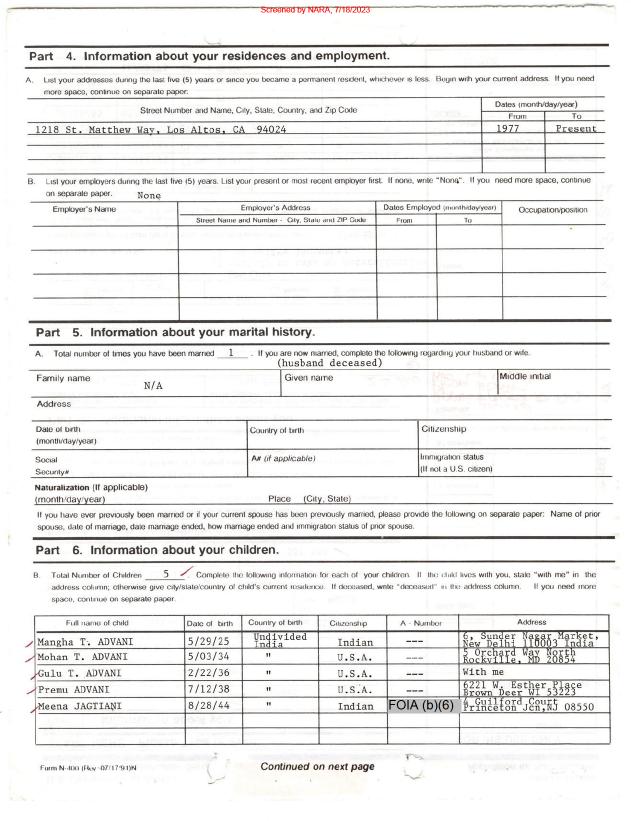 Screened by NARA, 7/18/2023
Part 4. Information about your residences and employment.
A. List your addresses during the last five (5) years or since you became a permanent resident, whichever is less. Begin with your current address. If you need
more space, continue on separate paper:
Street Number and Name, City, State, Country, and Zip Code
Dates (month/day/year)
From To
1218 St. Matthew Way, Los Altos, CA 94024 1977 Present
B. List your employers during the last five (5) years. List your present or most recent employer first. If none, write "None". If you need more space, continue
on separate paper. None
Employer's Name Employer's Address Dates Employed (month/day/year) Occupation/position
Street Name and Number - City, State and ZIP Code From To
Part 5. Information about your marital history.
A. Total number of times you have been married 1 . If you are now married, complete the following regarding your husband or wife.
(husband deceased)
Family name Given name Middle initial
N/A
Address
Date of birth Country of birth Citizenship
(month/day/year)
Social A# (if applicable) Immigration status
Security# (If not a U.S. citizen)
Naturalization (If applicable)
(month/day/year) Place (City, State)
If you have ever previously been married or if your current spouse has been previously married, please provide the following on separate paper: Name of prior
spouse, date of marriage, date marriage ended, how marriage ended and immigration status of prior spouse.
Part 6. Information about your children.
B. Total Number of Children 5 . Complete the following information for each of your children. If the child lives with you, state "with me" in the
address column; otherwise give city/state/country of child's current residence. If deceased, write "deceased" in the address column. If you need more
space, continue on separate paper.
Full name of child Date of birth Country of birth Citizenship A - Number Address
Mangha T. ADVANI 5/29/25 Undivided India Indian --- 6, Sunder Nagar Market, New Delhi 110003 India
Mohan T. ADVANI 5/03/34 " U.S.A. --- 5 Orchard Way North Rockville, MD 20854
Gulu T. ADVANI 2/22/36 " U.S.A. --- With me
Premu ADVANI 7/12/38 " U.S.A. --- 6221 W. Esther Place Brown Deer WI 53223
Meena JAGTIANI 8/28/44 " Indian FOIA (b)(6) 4 Guilford Court Princeton Jcn,NJ 08550
Form N-400 (Rev. 07/17/91)N Continued on next page